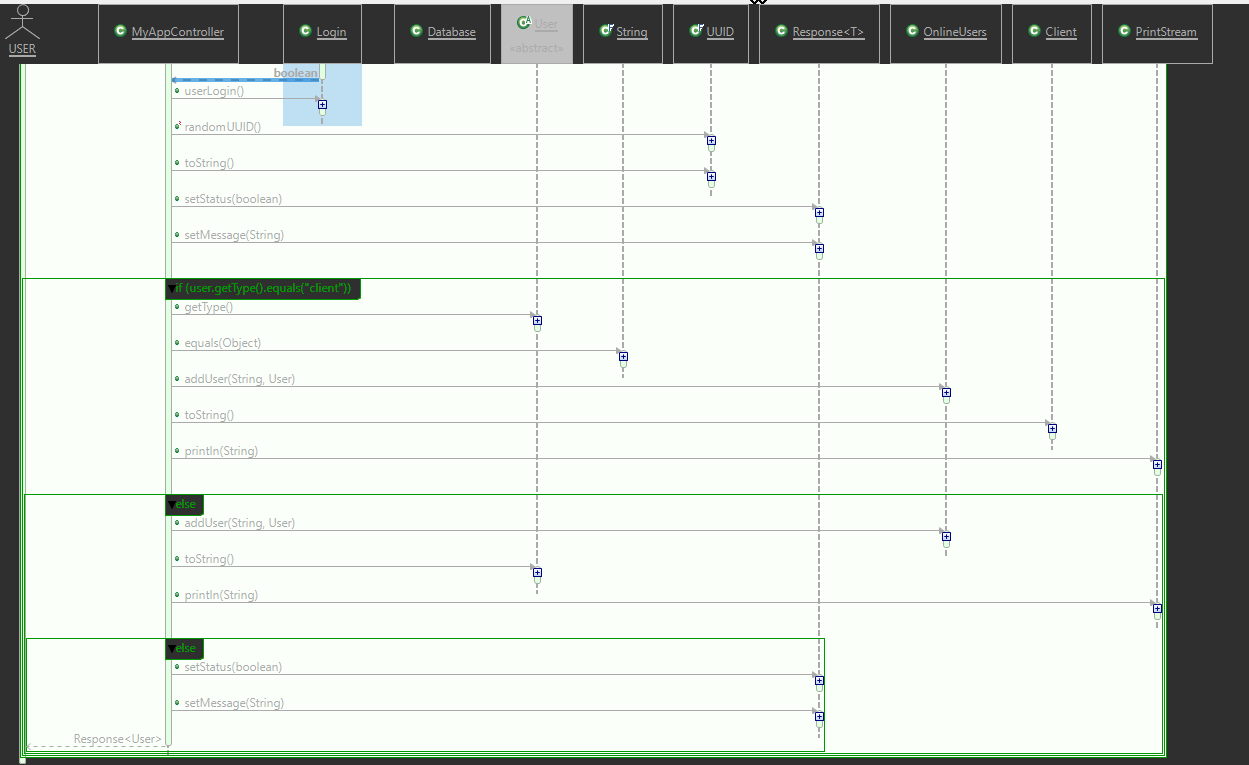 USER
MyAppController
Login
Database
User
«abstract»
String
UUID
Response<T>
OnlineUsers
Client
PrintStream
boolean
userLogin()
randomUUID()
toString()
setStatus(boolean)
setMessage(String)
if (user.getType().equals("client"))
getType()
equals(Object)
addUser(String, User)
toString()
println(String)
else
addUser(String, User)
toString()
println(String)
else
setStatus(boolean)
setMessage(String)
Response<User>